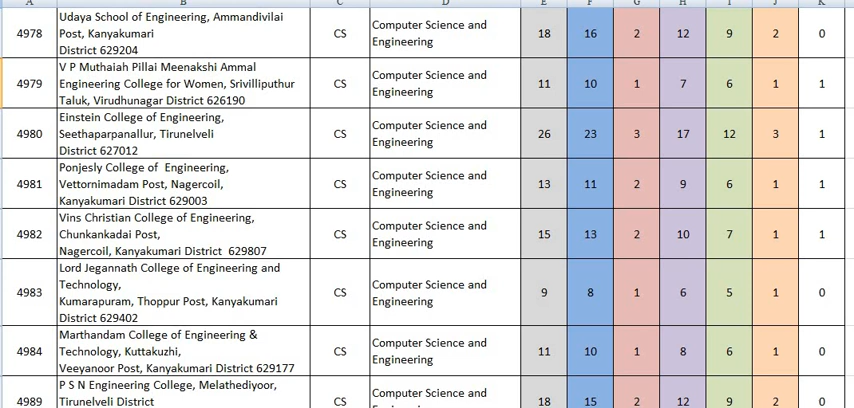 A B C D E F G H I J K
4978
Udaya School of Engineering, Ammandivilai
Post, Kanyakumari
District 629204
CS
Computer Science and
Engineering
18 16 2 12 9 2 0
4979
V P Muthaiah Pillai Meenakshi Ammal
Engineering College for Women, Srivilliputhur
Taluk, Virudhunagar District 626190
CS
Computer Science and
Engineering
11 10 1 7 6 1 1
4980
Einstein College of Engineering,
Seethaparpanallur, Tirunelveli
District 627012
CS
Computer Science and
Engineering
26 23 3 17 12 3 1
4981
Ponjesly College of  Engineering,
Vettornimadam Post, Nagercoil,
Kanyakumari District 629003
CS
Computer Science and
Engineering
13 11 2 9 6 1 1
4982
Vins Christian College of Engineering,
Chunkankadai Post,
Nagercoil, Kanyakumari District  629807
CS
Computer Science and
Engineering
15 13 2 10 7 1 1
4983
Lord Jegannath College of Engineering and
Technology,
Kumarapuram, Thoppur Post, Kanyakumari
District 629402
CS
Computer Science and
Engineering
9 8 1 6 5 1 0
4984
Marthandam College of Engineering &
Technology, Kuttakuzhi,
Veeyanoor Post, Kanyakumari District 629177
CS
Computer Science and
Engineering
11 10 1 8 6 1 0
4989
P S N Engineering College, Melathediyoor,
Tirunelveli District
CS
Computer Science and
18 15 2 12 9 2 0